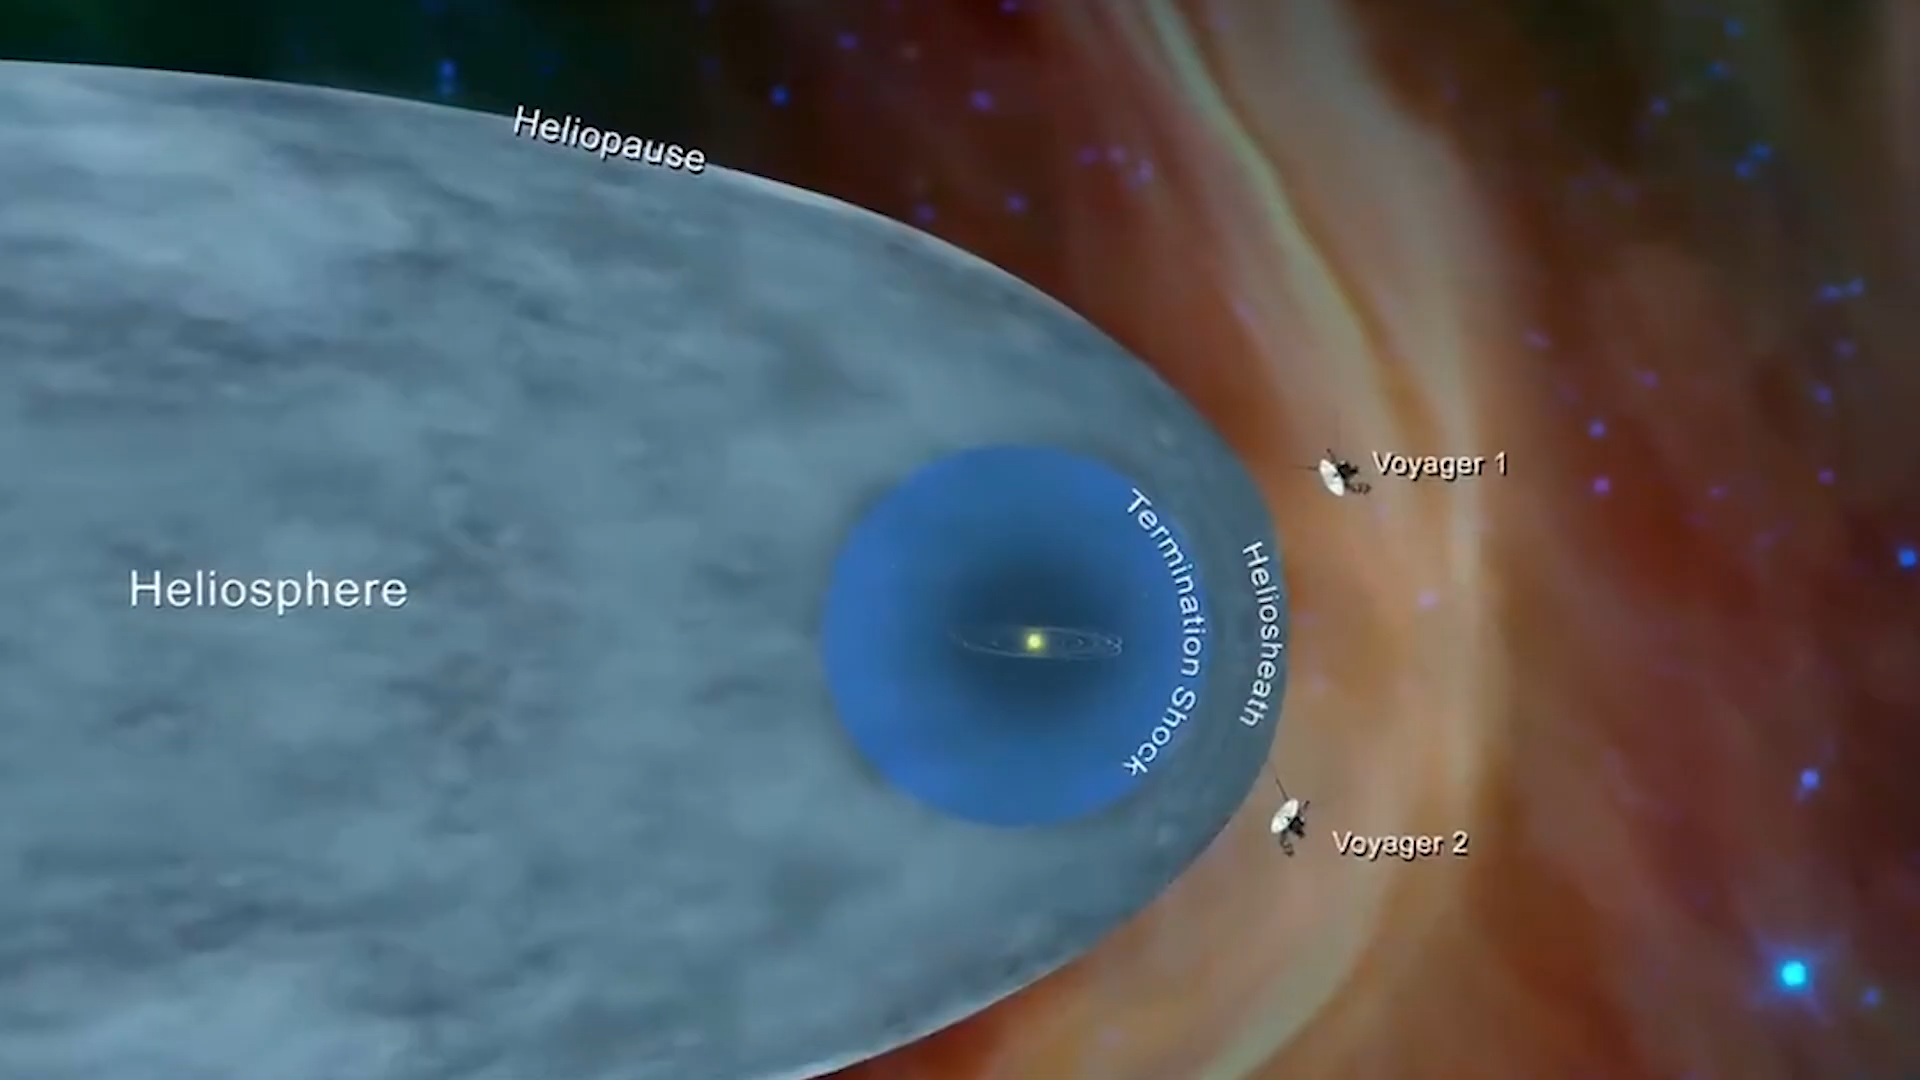 Heliopause
Voyager 1
Termination Shock
Heliosheath
Heliosphere
Voyager 2